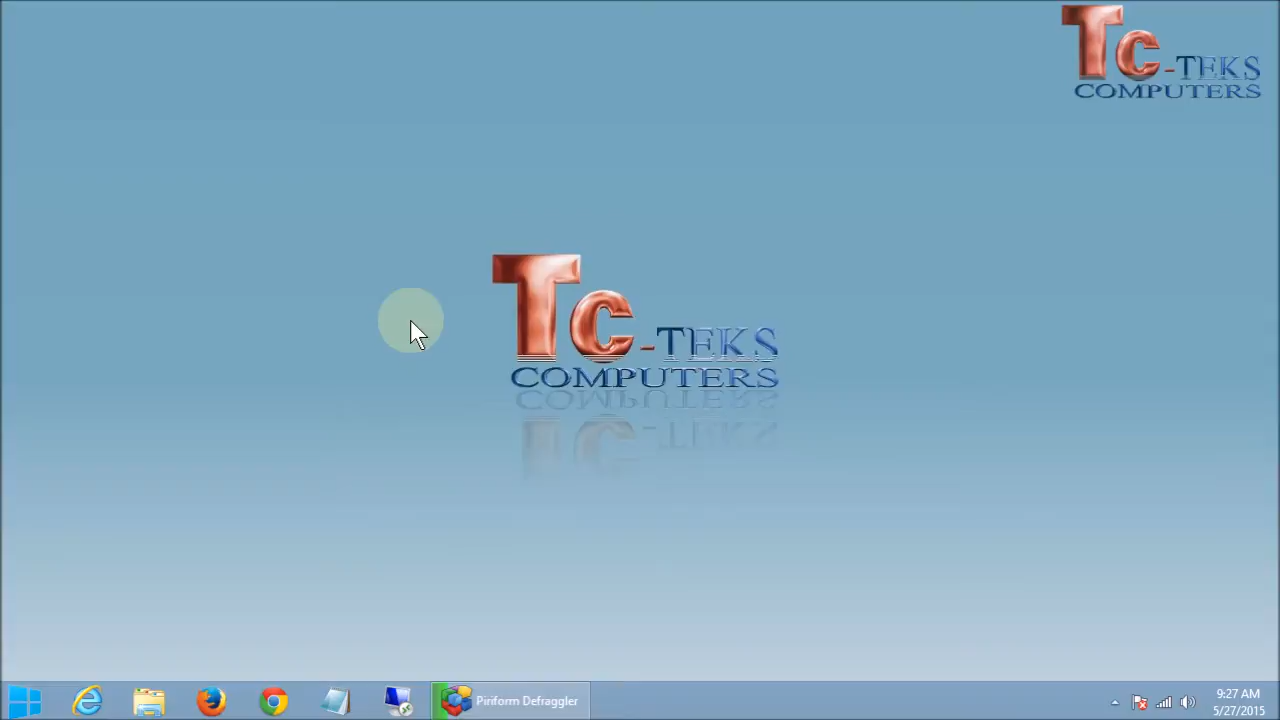 Tc-TEKS
COMPUTERS
Tc-TEKS
COMPUTERS
Piriform Defraggler
9:27 AM
5/27/2015